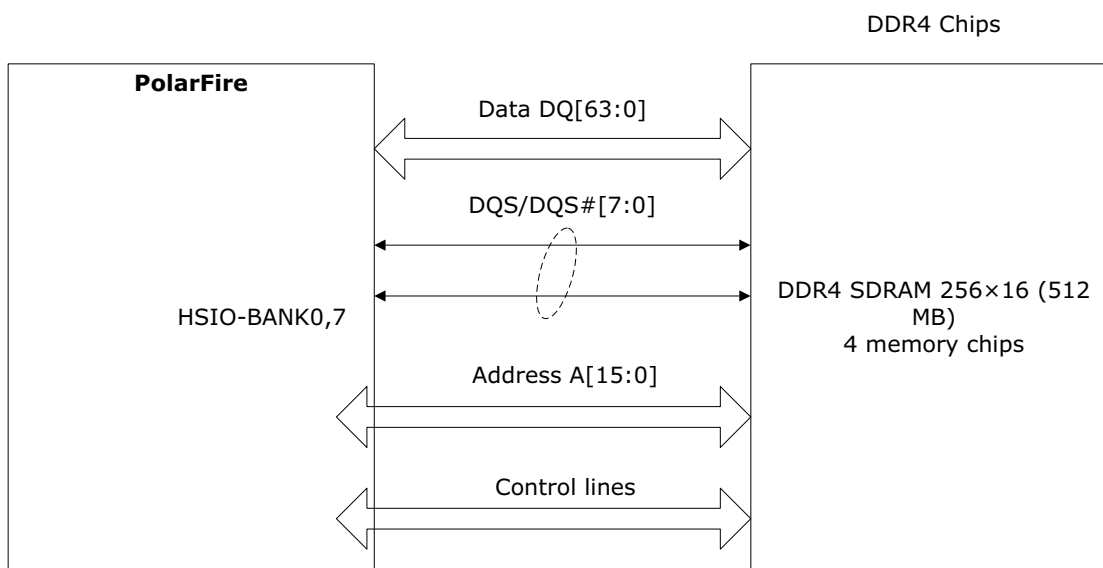 DDR4 Chips
PolarFire
Data DQ[63:0]
DQS/DQS#[7:0]
HSIO-BANK0,7
DDR4 SDRAM 256×16 (512
MB)
4 memory chips
Address A[15:0]
Control lines